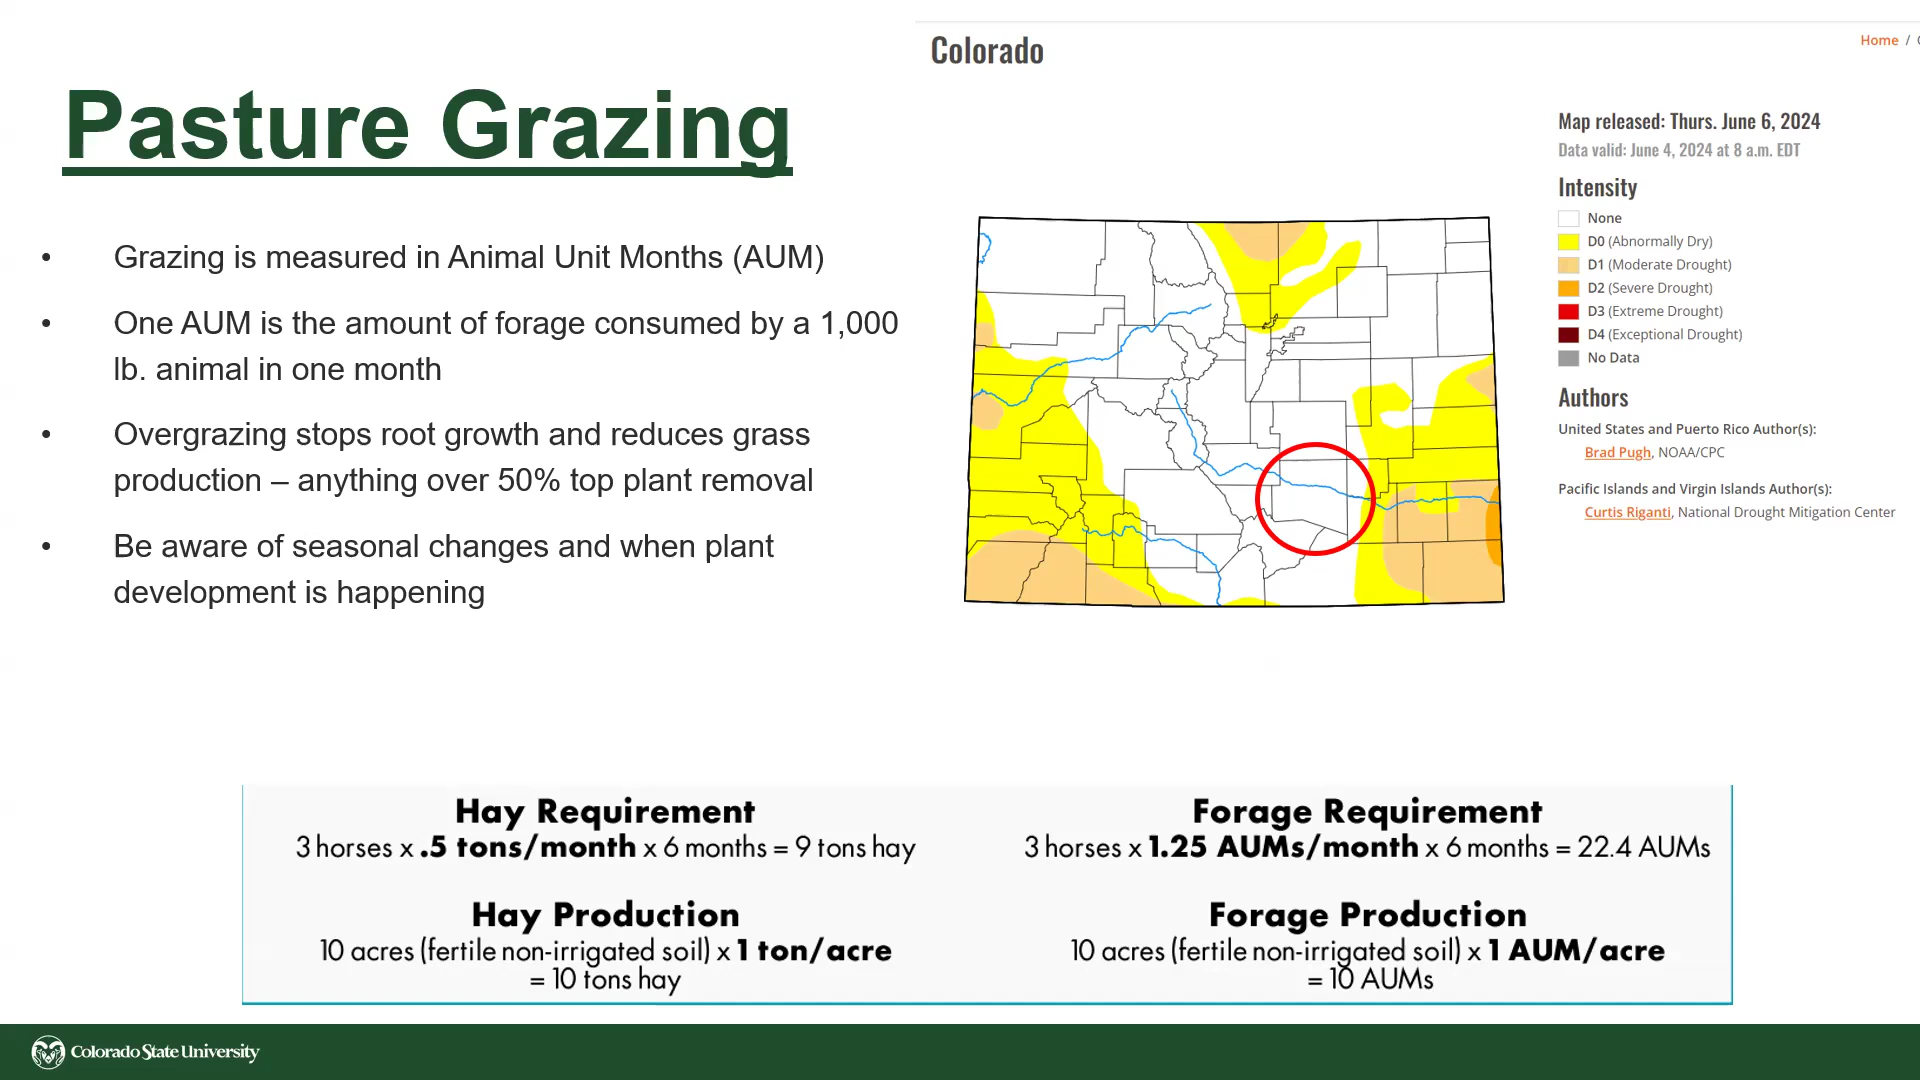 Pasture Grazing
• Grazing is measured in Animal Unit Months (AUM)
• One AUM is the amount of forage consumed by a 1,000
lb. animal in one month
• Overgrazing stops root growth and reduces grass
production – anything over 50% top plant removal
• Be aware of seasonal changes and when plant
development is happening
Colorado
Home /
Map released: Thurs. June 6, 2024
Data valid: June 4, 2024 at 8 a.m. EDT
Intensity
None
D0 (Abnormally Dry)
D1 (Moderate Drought)
D2 (Severe Drought)
D3 (Extreme Drought)
D4 (Exceptional Drought)
No Data
Authors
United States and Puerto Rico Author(s):
Brad Pugh, NOAA/CPC
Pacific Islands and Virgin Islands Author(s):
Curtis Riganti, National Drought Mitigation Center
Hay Requirement
3 horses x .5 tons/month x 6 months = 9 tons hay
Hay Production
10 acres (fertile non-irrigated soil) x 1 ton/acre
= 10 tons hay
Forage Requirement
3 horses x 1.25 AUMs/month x 6 months = 22.4 AUMs
Forage Production
10 acres (fertile non-irrigated soil) x 1 AUM/acre
= 10 AUMs
Colorado State University